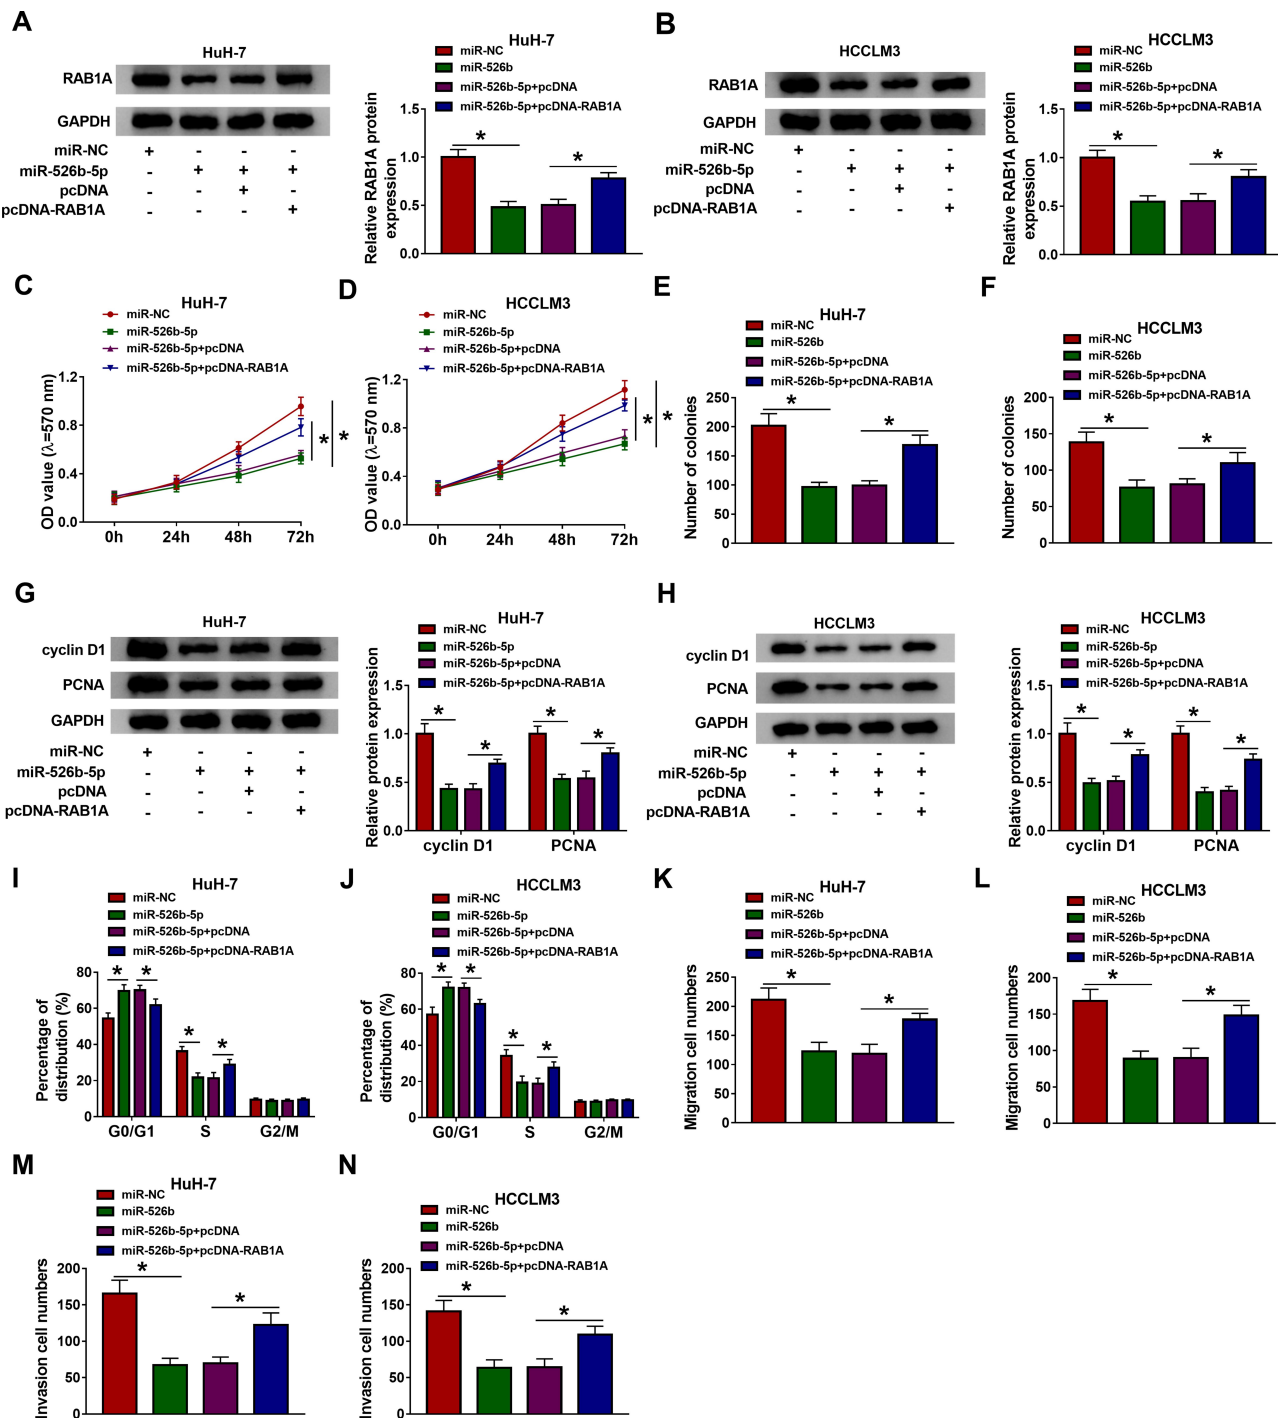 A
HuH-7
RAB1A
GAPDH
miR-NC + - - -
miR-526b-5p - + + +
pcDNA - - + -
pcDNA-RAB1A - - - +
HuH-7
miR-NC
miR-526b
miR-526b-5p+pcDNA
miR-526b-5p+pcDNA-RAB1A
Relative RAB1A protein
expression
1.5
1.0
0.5
0.0
* *
B
HCCLM3
RAB1A
GAPDH
miR-NC + - - -
miR-526b-5p - + + +
pcDNA - - + -
pcDNA-RAB1A - - - +
HCCLM3
miR-NC
miR-526b
miR-526b-5p+pcDNA
miR-526b-5p+pcDNA-RAB1A
Relative RAB1A protein
expression
1.5
1.0
0.5
0.0
* *
C
HuH-7
miR-NC
miR-526b-5p
miR-526b-5p+pcDNA
miR-526b-5p+pcDNA-RAB1A
OD value (λ=570 nm)
1.2
0.8
0.4
0.0
0h 24h 48h 72h
* *
D
HCCLM3
miR-NC
miR-526b-5p
miR-526b-5p+pcDNA
miR-526b-5p+pcDNA-RAB1A
OD value (λ=570 nm)
1.2
0.8
0.4
0.0
0h 24h 48h 72h
* *
E
HuH-7
miR-NC
miR-526b
miR-526b-5p+pcDNA
miR-526b-5p+pcDNA-RAB1A
Number of colonies
250
200
150
100
50
0
* *
F
HCCLM3
miR-NC
miR-526b
miR-526b-5p+pcDNA
miR-526b-5p+pcDNA-RAB1A
Number of colonies
200
150
100
50
0
* *
G
HuH-7
cyclin D1
PCNA
GAPDH
miR-NC + - - -
miR-526b-5p - + + +
pcDNA - - + -
pcDNA-RAB1A - - - +
HuH-7
miR-NC
miR-526b-5p
miR-526b-5p+pcDNA
miR-526b-5p+pcDNA-RAB1A
Relative protein expression
1.5
1.0
0.5
0.0
* * * *
cyclin D1 PCNA
H
HCCLM3
cyclin D1
PCNA
GAPDH
miR-NC + - - -
miR-526b-5p - + + +
pcDNA - - + -
pcDNA-RAB1A - - - +
HCCLM3
miR-NC
miR-526b-5p
miR-526b-5p+pcDNA
miR-526b-5p+pcDNA-RAB1A
Relative protein expression
1.5
1.0
0.5
0.0
* * * *
cyclin D1 PCNA
I
HuH-7
miR-NC
miR-526b-5p
miR-526b-5p+pcDNA
miR-526b-5p+pcDNA-RAB1A
Percentage of
distribution (%)
80
60
40
20
0
* * * *
G0/G1 S G2/M
J
HCCLM3
miR-NC
miR-526b-5p
miR-526b-5p+pcDNA
miR-526b-5p+pcDNA-RAB1A
Percentage of
distribution (%)
80
60
40
20
0
* * * *
G0/G1 S G2/M
K
HuH-7
miR-NC
miR-526b
miR-526b-5p+pcDNA
miR-526b-5p+pcDNA-RAB1A
Migration cell numbers
250
200
150
100
50
0
* *
L
HCCLM3
miR-NC
miR-526b
miR-526b-5p+pcDNA
miR-526b-5p+pcDNA-RAB1A
Migration cell numbers
200
150
100
50
0
* *
M
HuH-7
miR-NC
miR-526b
miR-526b-5p+pcDNA
miR-526b-5p+pcDNA-RAB1A
Invasion cell numbers
200
150
100
50
0
* *
N
HCCLM3
miR-NC
miR-526b
miR-526b-5p+pcDNA
miR-526b-5p+pcDNA-RAB1A
Invasion cell numbers
200
150
100
50
0
* *